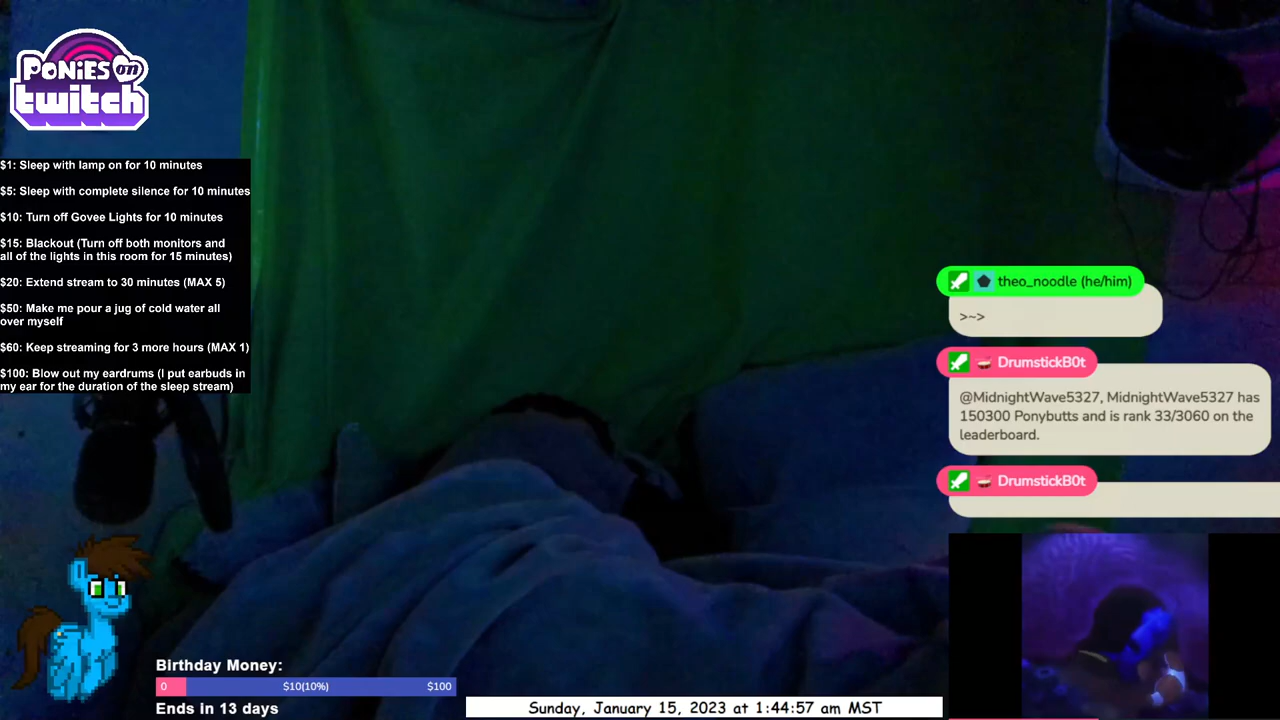 PONiES on
twitch
$1: Sleep with lamp on for 10 minutes
$5: Sleep with complete silence for 10 minutes
$10: Turn off Govee Lights for 10 minutes
$15: Blackout (Turn off both monitors and
all of the lights in this room for 15 minutes)
$20: Extend stream to 30 minutes (MAX 5)
$50: Make me pour a jug of cold water all
over myself
$60: Keep streaming for 3 more hours (MAX 1)
$100: Blow out my eardrums (I put earbuds in
my ear for the duration of the sleep stream)
theo_noodle (he/him)
>~>
DrumstickB0t
@MidnightWave5327, MidnightWave5327 has
150300 Ponybutts and is rank 33/3060 on the
leaderboard.
DrumstickB0t
Birthday Money:
0 $10(10%) $100
Ends in 13 days
Sunday, January 15, 2023 at 1:44:57 am MST